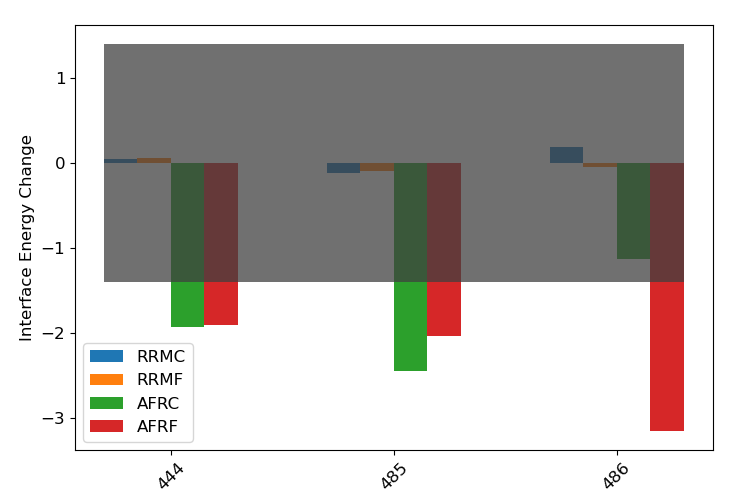 Interface Energy Change
1
0
−1
−2
−3
RRMC
RRMF
AFRC
AFRF
444
485
486